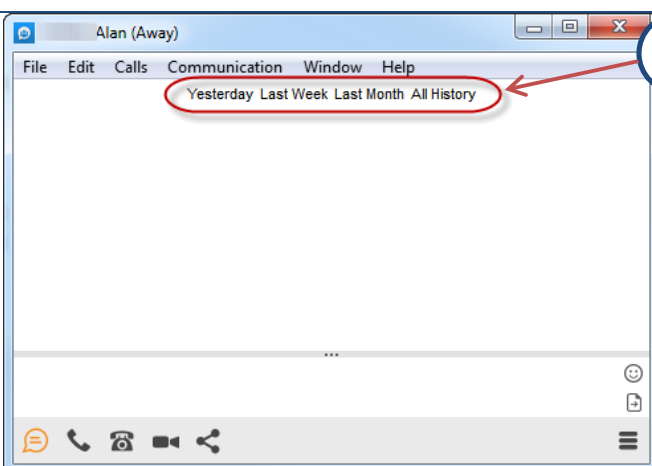 Alan (Away)
File Edit Calls Communication Window Help
Yesterday Last Week Last Month All History